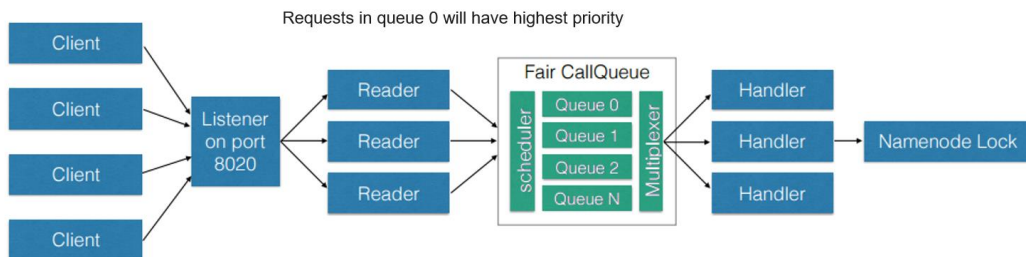 Requests in queue 0 will have highest priority
Client
Client
Client
Client
Listener
on port
8020
Reader
Reader
Reader
Fair CallQueue
scheduler
Queue 0
Queue 1
Queue 2
Queue N
Multiplexer
Handler
Handler
Handler
Namenode Lock